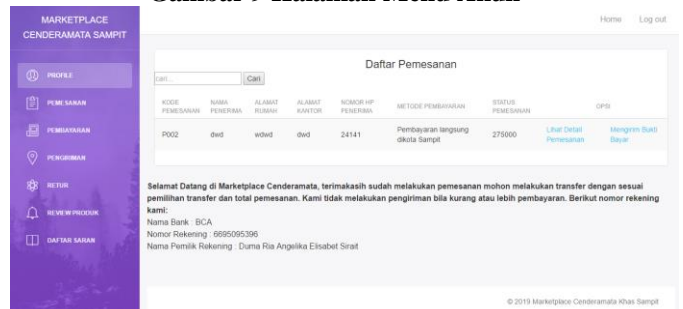 MARKETPLACE
CENDERAMATA SAMPIT
Home Log out
PROFILE
PEMESANAN
PEMBAYARAN
PENGIRIMAN
RETUR
REVIEW PRODUK
DAFTAR SARAN
Daftar Pemesanan
cari... Cari
KODE PEMESANAN NAMA PENERIMA ALAMAT RUMAH ALAMAT KANTOR NOMOR HP PENERIMA METODE PEMBAYARAN STATUS PEMESANAN OPSI
P002 dwd wdwd dwd 24141 Pembayaran langsung dikota Sampit 275000 Lihat Detail Pemesanan Mengirim Bukti Bayar
Selamat Datang di Marketplace Cenderamata, terimakasih sudah melakukan pemesanan mohon melakukan transfer dengan sesuai
pemilihan transfer dan total pemesanan. Kami tidak melakukan pengiriman bila kurang atau lebih pembayaran. Berikut nomor rekening
kami:
Nama Bank : BCA
Nomor Rekening : 6695095396
Nama Pemilik Rekening : Duma Ria Angelika Elisabet Sirait
© 2019 Marketplace Cenderamata Khas Sampit